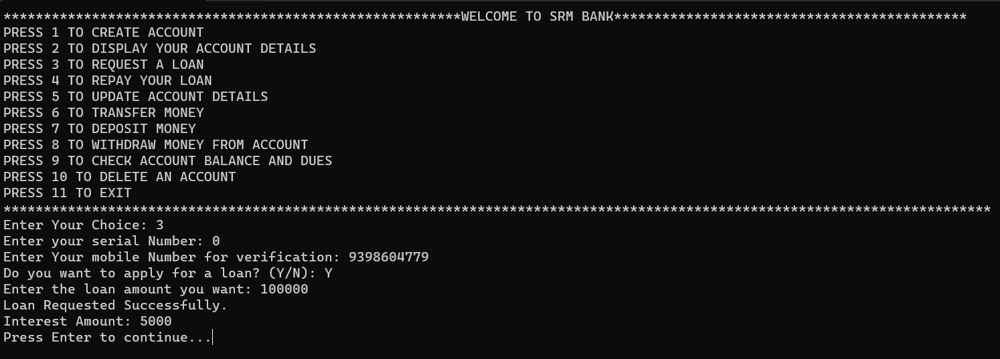 *********************************************************WELCOME TO SRM BANK********************************************
PRESS 1 TO CREATE ACCOUNT
PRESS 2 TO DISPLAY YOUR ACCOUNT DETAILS
PRESS 3 TO REQUEST A LOAN
PRESS 4 TO REPAY YOUR LOAN
PRESS 5 TO UPDATE ACCOUNT DETAILS
PRESS 6 TO TRANSFER MONEY
PRESS 7 TO DEPOSIT MONEY
PRESS 8 TO WITHDRAW MONEY FROM ACCOUNT
PRESS 9 TO CHECK ACCOUNT BALANCE AND DUES
PRESS 10 TO DELETE AN ACCOUNT
PRESS 11 TO EXIT
***************************************************************************************************************************
Enter Your Choice: 3
Enter your serial Number: 0
Enter Your mobile Number for verification: 9398604779
Do you want to apply for a loan? (Y/N): Y
Enter the loan amount you want: 100000
Loan Requested Successfully.
Interest Amount: 5000
Press Enter to continue...